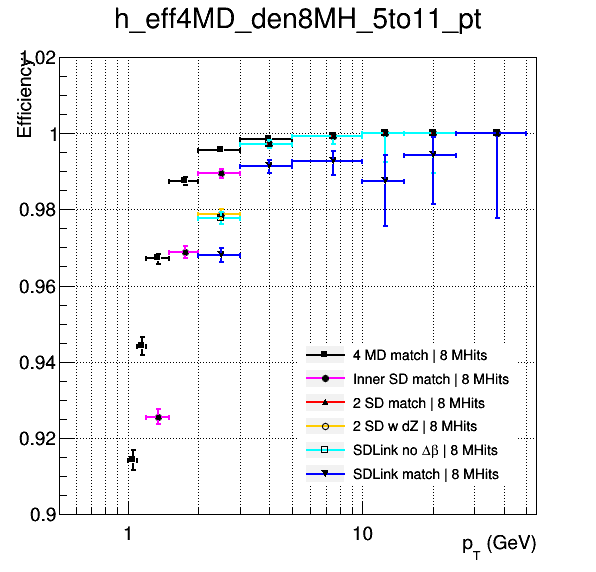 h_eff4MD_den8MH_5to11_pt
Efficiency
1.02
1
0.98
0.96
0.94
0.92
0.9
4 MD match | 8 MHits
Inner SD match | 8 MHits
2 SD match | 8 MHits
2 SD w dZ | 8 MHits
SDLink no Δβ | 8 MHits
SDLink match | 8 MHits
1
10
p_T (GeV)